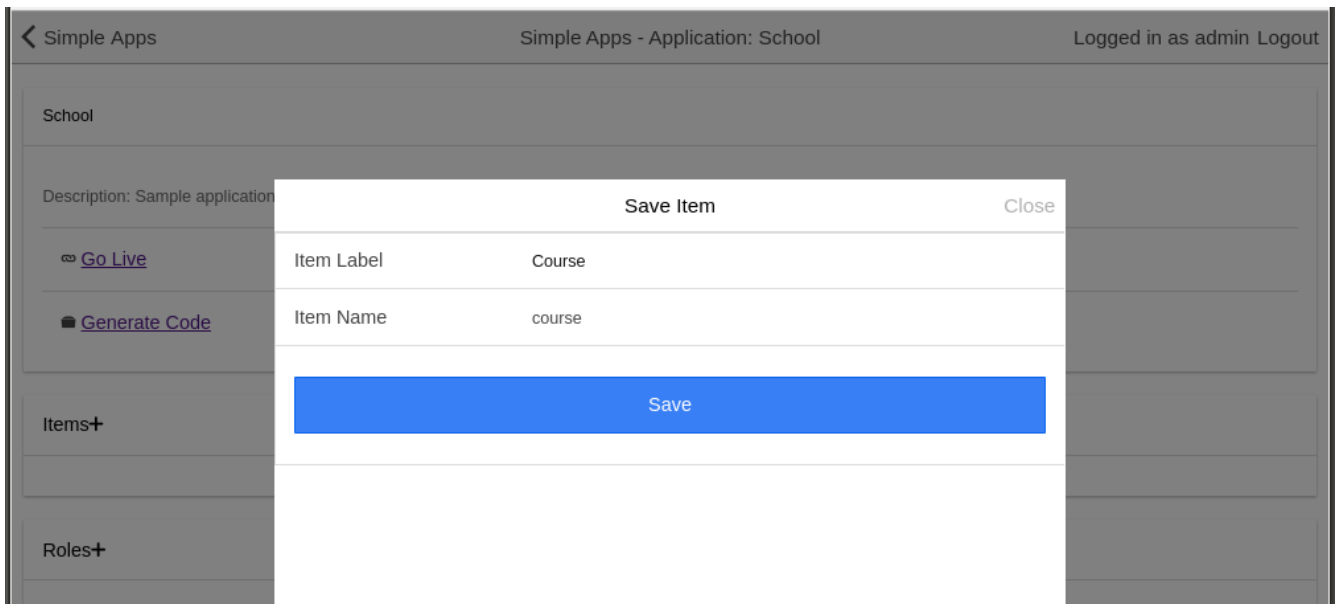 Simple Apps
Simple Apps - Application: School
Logged in as admin Logout
School
Description: Sample application
Go Live
Generate Code
Items+
Roles+
Save Item
Close
Item Label
Course
Item Name
course
Save